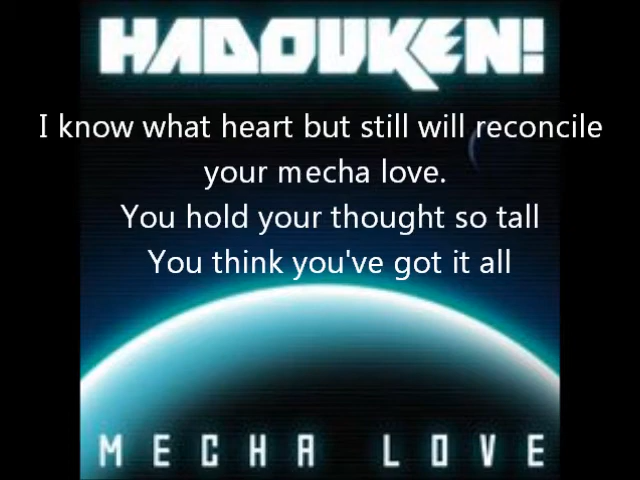 HADOUKEN!
I know what heart but still will reconcile
your mecha love.
You hold your thought so tall
You think you've got it all
MECHA LOVE